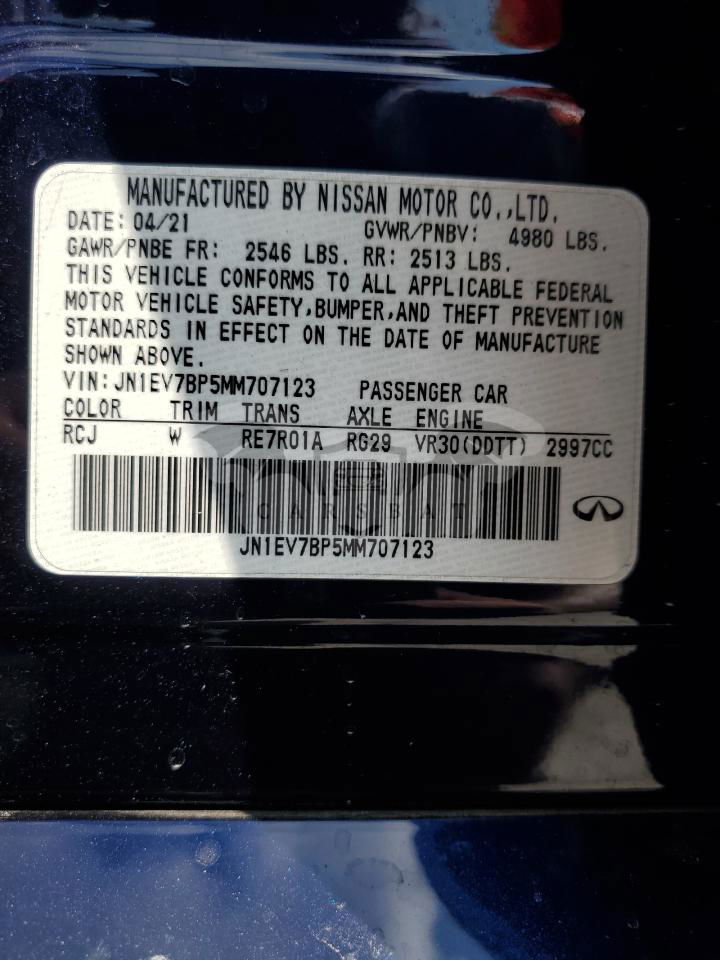 MANUFACTURED BY NISSAN MOTOR CO.,LTD.
DATE: 04/21 GVWR/PNBV: 4980 LBS.
GAWR/PNBE FR: 2546 LBS. RR: 2513 LBS.
THIS VEHICLE CONFORMS TO ALL APPLICABLE FEDERAL
MOTOR VEHICLE SAFETY,BUMPER,AND THEFT PREVENTION
STANDARDS IN EFFECT ON THE DATE OF MANUFACTURE
SHOWN ABOVE.
VIN:JN1EV7BP5MM707123 PASSENGER CAR
COLOR TRIM TRANS AXLE ENGINE
RCJ W RE7R01A RG29 VR30(DDTT) 2997CC
CARSBAT
JN1EV7BP5MM707123